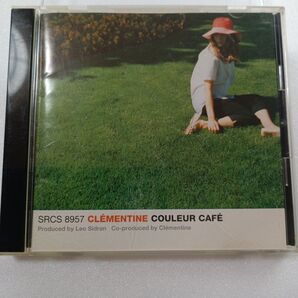 SRCS 8957 CLÉMENTINE COULEUR CAFÉ
Produced by Leo Sidran Co-produced by Clémentine